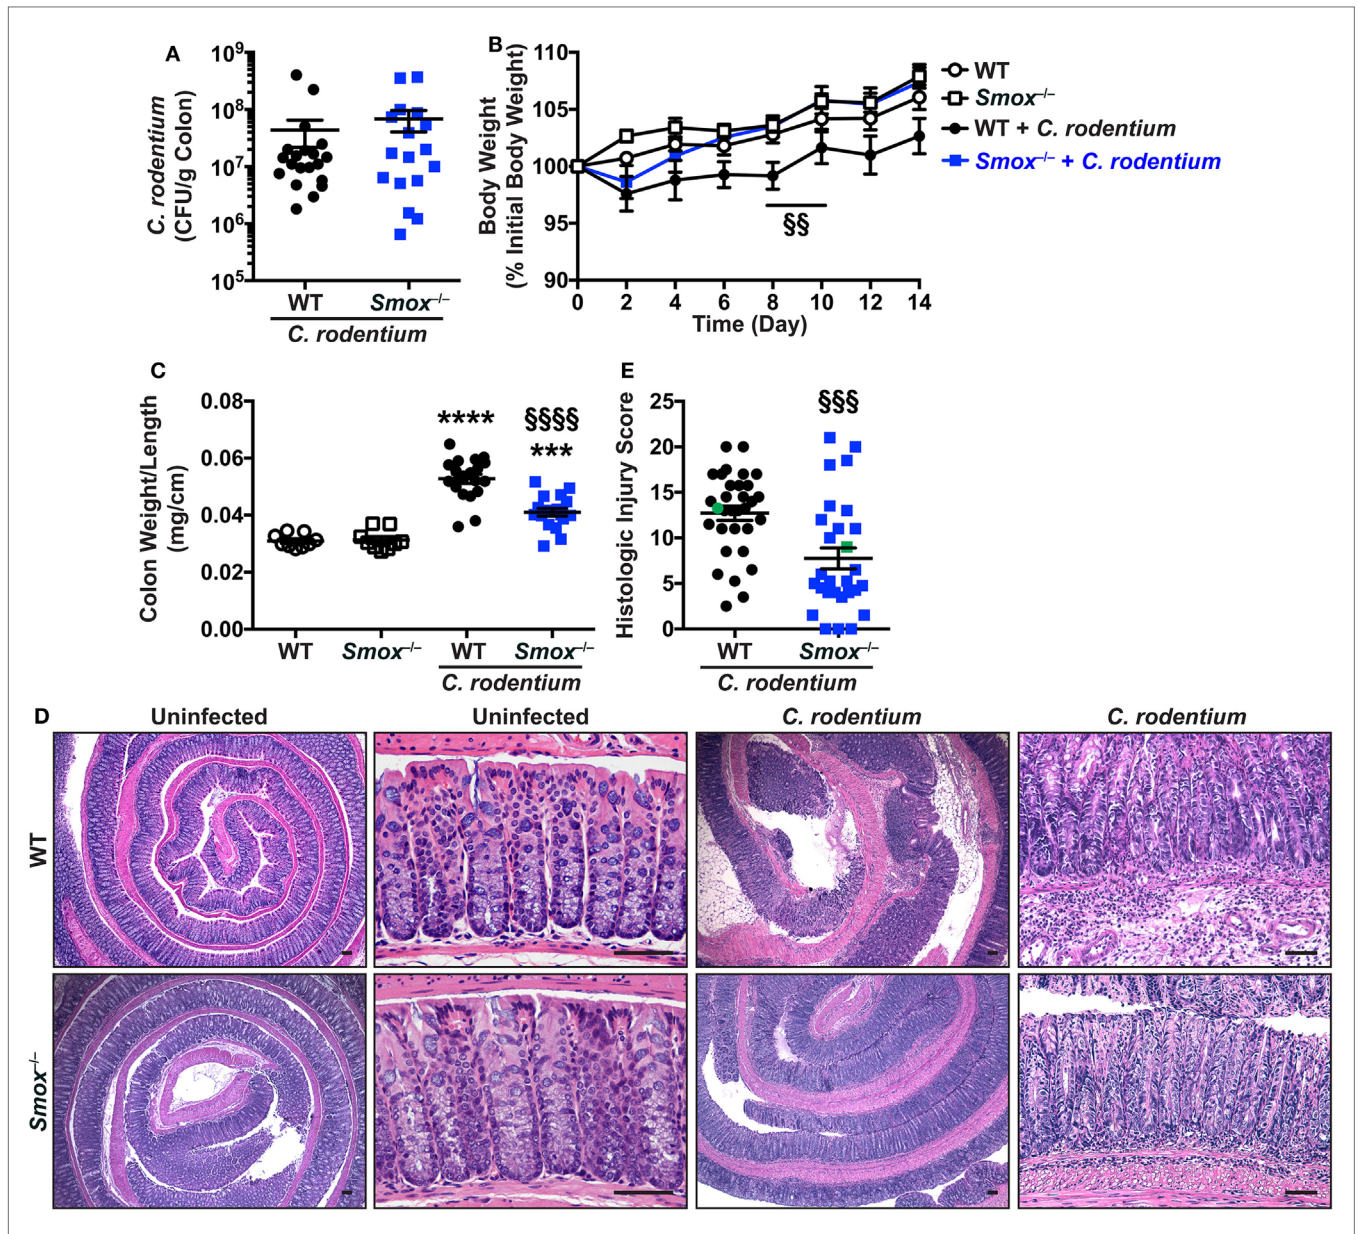 A
C. rodentium
(CFU/g Colon)
10⁹
10⁸
10⁷
10⁶
10⁵
WT
Smox⁻/⁻
C. rodentium
B
Body Weight
(% Initial Body Weight)
110
105
100
95
90
§§
0 2 4 6 8 10 12 14
Time (Day)
WT
Smox⁻/⁻
WT + C. rodentium
Smox⁻/⁻ + C. rodentium
C
Colon Weight/Length
(mg/cm)
0.08
0.06
0.04
0.02
0.00
****
§§§§
***
WT
Smox⁻/⁻
WT
Smox⁻/⁻
C. rodentium
E
Histologic Injury Score
25
20
15
10
5
0
§§§
WT
Smox⁻/⁻
C. rodentium
D
Uninfected
Uninfected
C. rodentium
C. rodentium
WT
Smox⁻/⁻